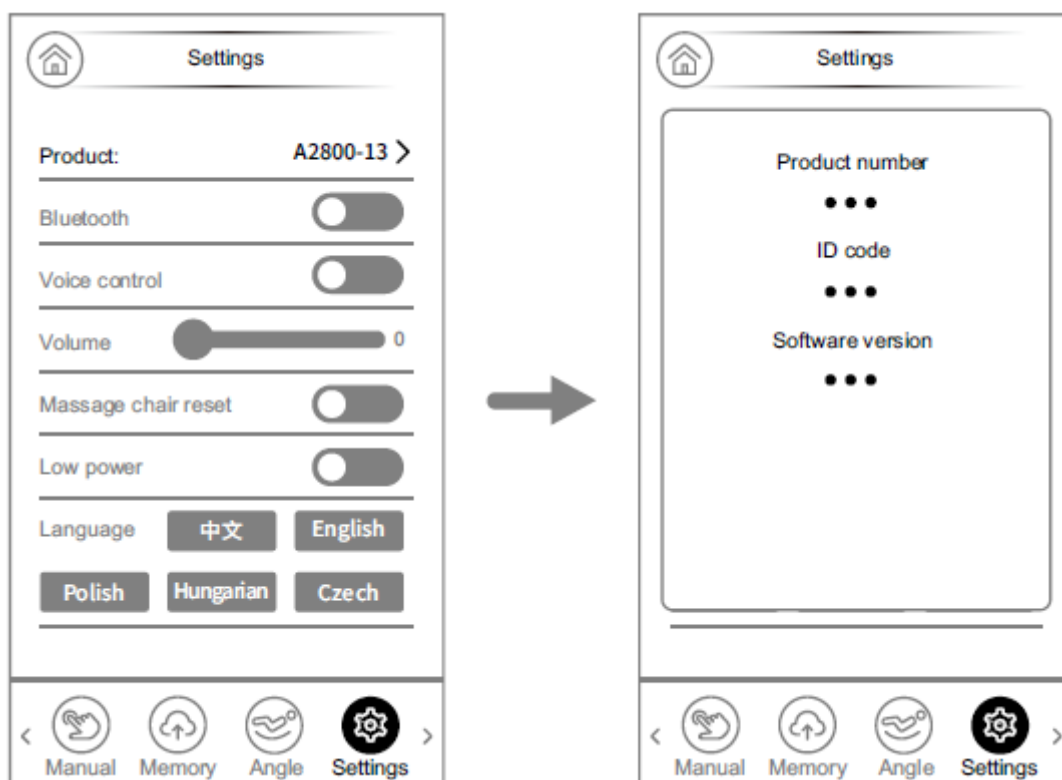 Settings
Product: A2800-13
Bluetooth
Voice control
Volume 0
Massage chair reset
Low power
Language 中文 English
Polish Hungarian Czech
Manual Memory Angle Settings
Settings
Product number
ID code
Software version
Manual Memory Angle Settings